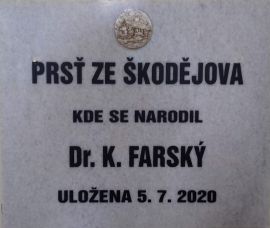 PRSŤ ZE ŠKODĚJOVA
KDE SE NARODIL
Dr. K. FARSKÝ
ULOŽENA 5. 7. 2020